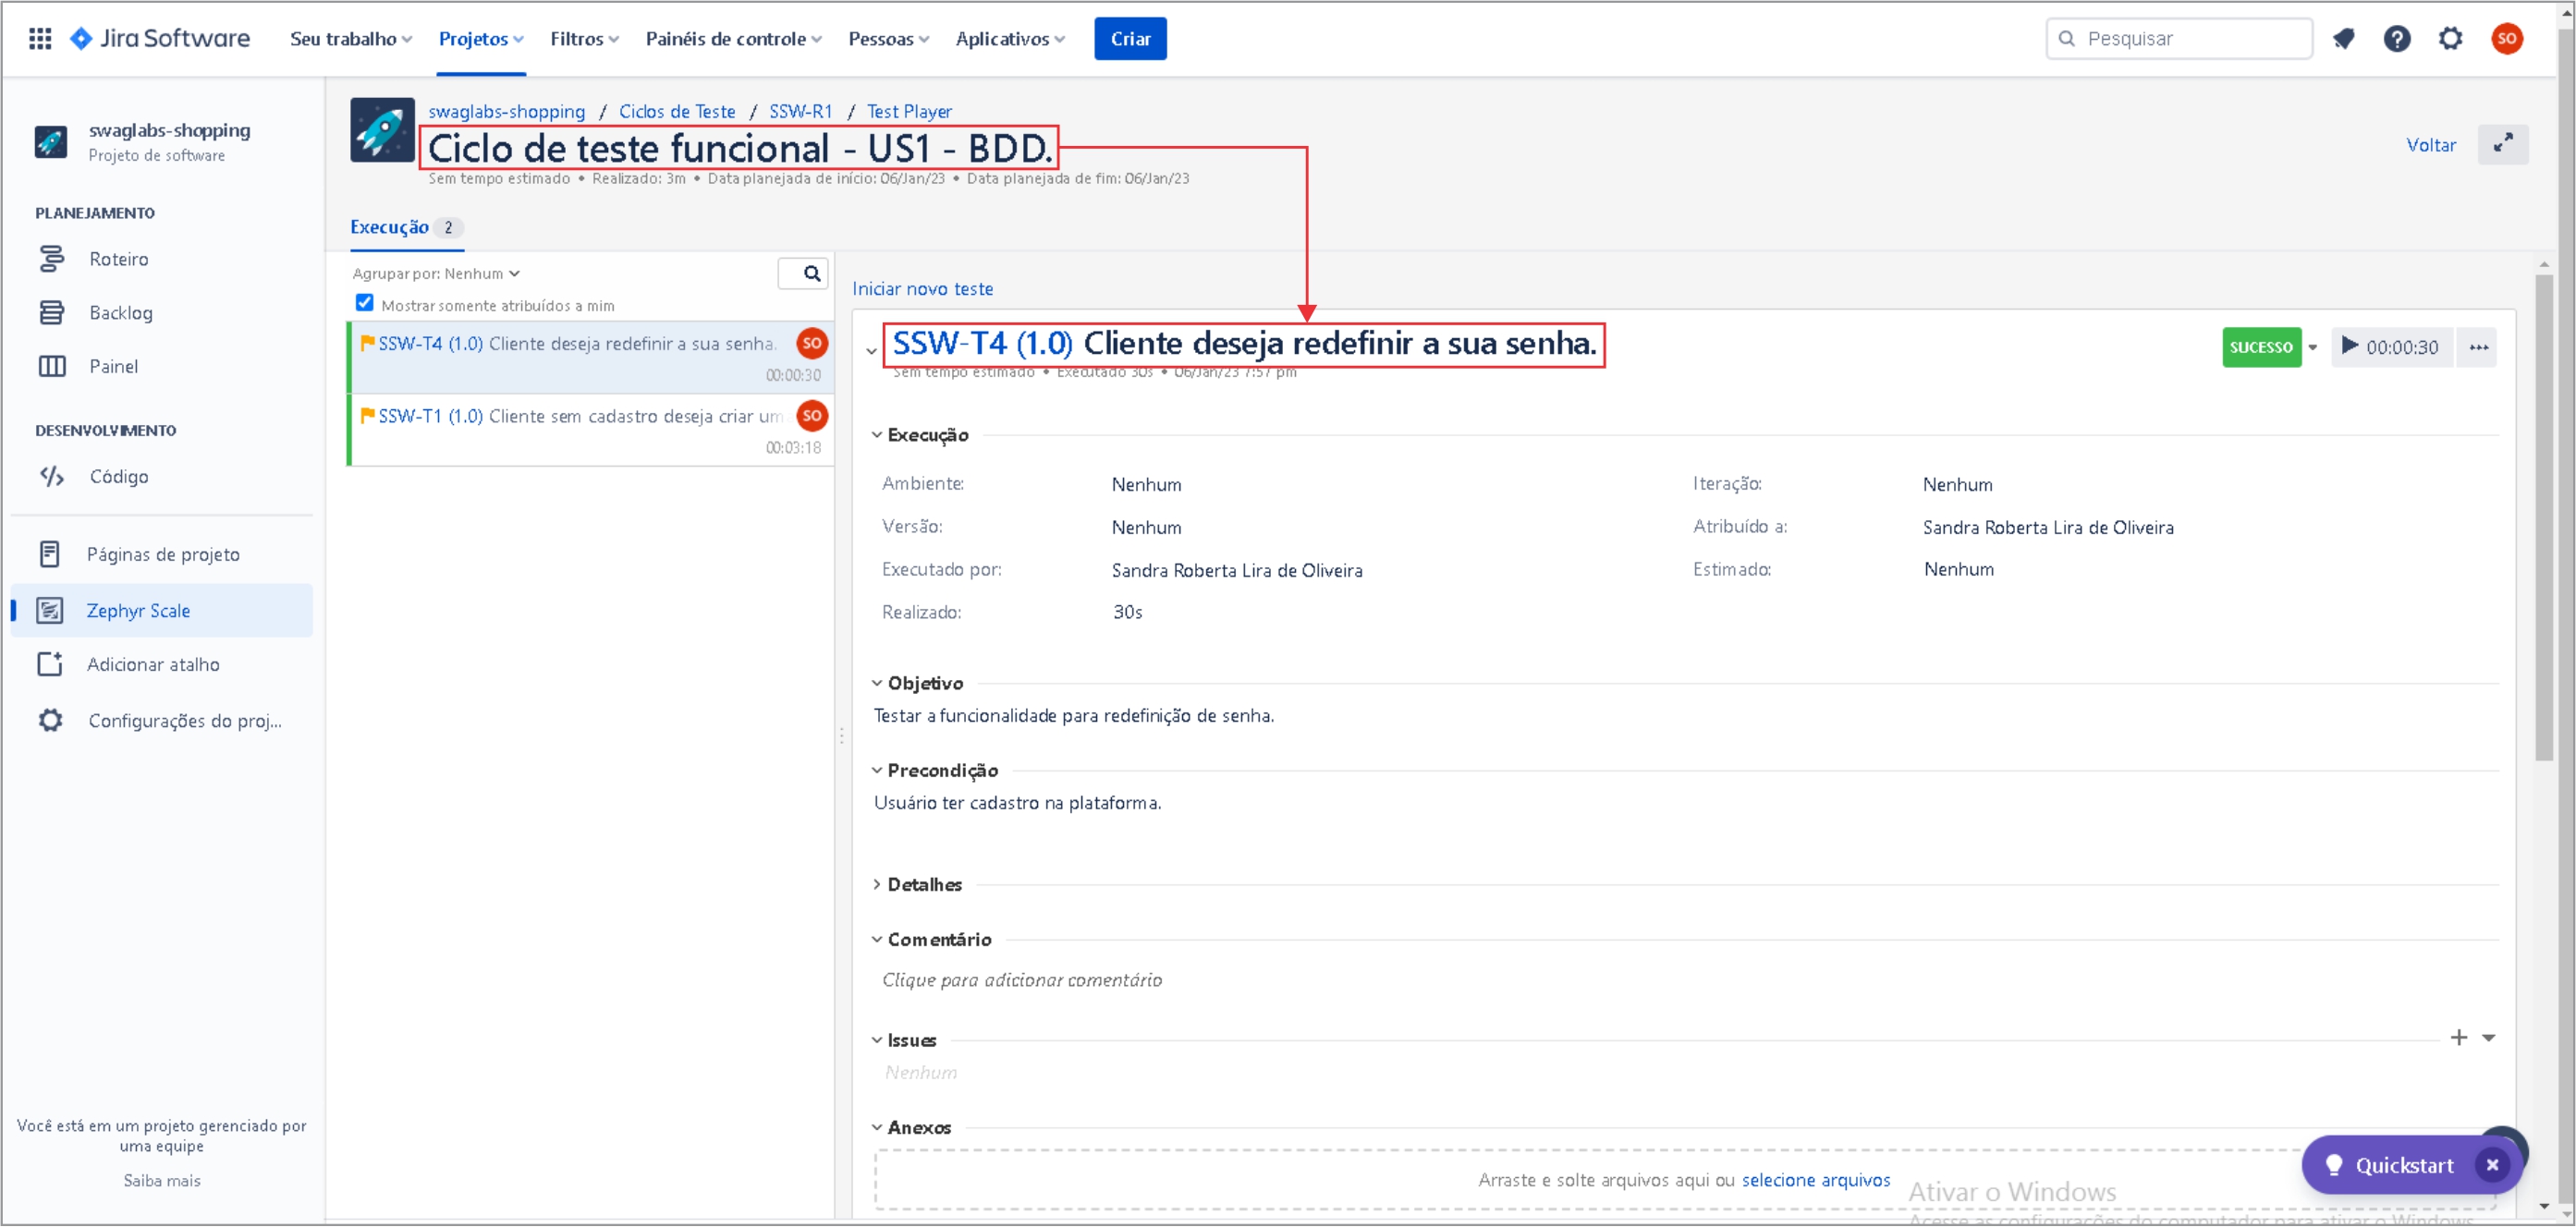 Jira Software Seu trabalho Projetos Filtros Painéis de controle Pessoas Aplicativos Criar Pesquisar SO
swaglabs-shopping
Projeto de software
PLANEJAMENTO
Roteiro
Backlog
Painel
DESENVOLVIMENTO
Código
Páginas de projeto
Zephyr Scale
Adicionar atalho
Configurações do proj...
Você está em um projeto gerenciado por
uma equipe
Saiba mais
swaglabs-shopping / Ciclos de Teste / SSW-R1 / Test Player
Ciclo de teste funcional - US1 - BDD.
Sem tempo estimado • Realizado: 3m • Data planejada de início: 06/Jan/23 • Data planejada de fim: 06/Jan/23
Voltar
Execução 2
Agrupar por: Nenhum
Mostrar somente atribuídos a mim
SSW-T4 (1.0) Cliente deseja redefinir a sua senha. SO
00:00:30
SSW-T1 (1.0) Cliente sem cadastro deseja criar um SO
00:03:18
Iniciar novo teste
SSW-T4 (1.0) Cliente deseja redefinir a sua senha.
SUCESSO 00:00:30
Sem tempo estimado • Executado 30s • 06/Jan/23 7:57 pm
Execução
Ambiente: Nenhum Iteração: Nenhum
Versão: Nenhum Atribuído a: Sandra Roberta Lira de Oliveira
Executado por: Sandra Roberta Lira de Oliveira Estimado: Nenhum
Realizado: 30s
Objetivo
Testar a funcionalidade para redefinição de senha.
Precondição
Usuário ter cadastro na plataforma.
Detalhes
Comentário
Clique para adicionar comentário
Issues
Nenhum
Anexos
Arraste e solte arquivos aqui ou selecione arquivos
Quickstart
Ativar o Windows
Acesse as configurações do computador para ativar o Windows